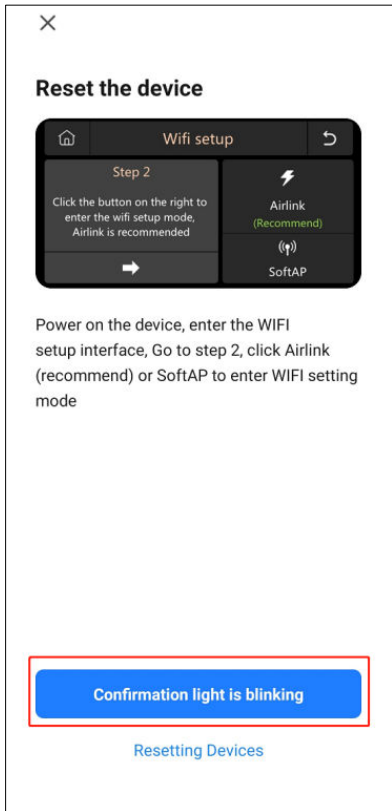 Reset the device
Wifi setup
Step 2
Click the button on the right to
enter the wifi setup mode,
Airlink is recommended
Airlink
(Recommend)
SoftAP
Power on the device, enter the WIFI
setup interface, Go to step 2, click Airlink
(recommend) or SoftAP to enter WIFI setting
mode
Confirmation light is blinking
Resetting Devices